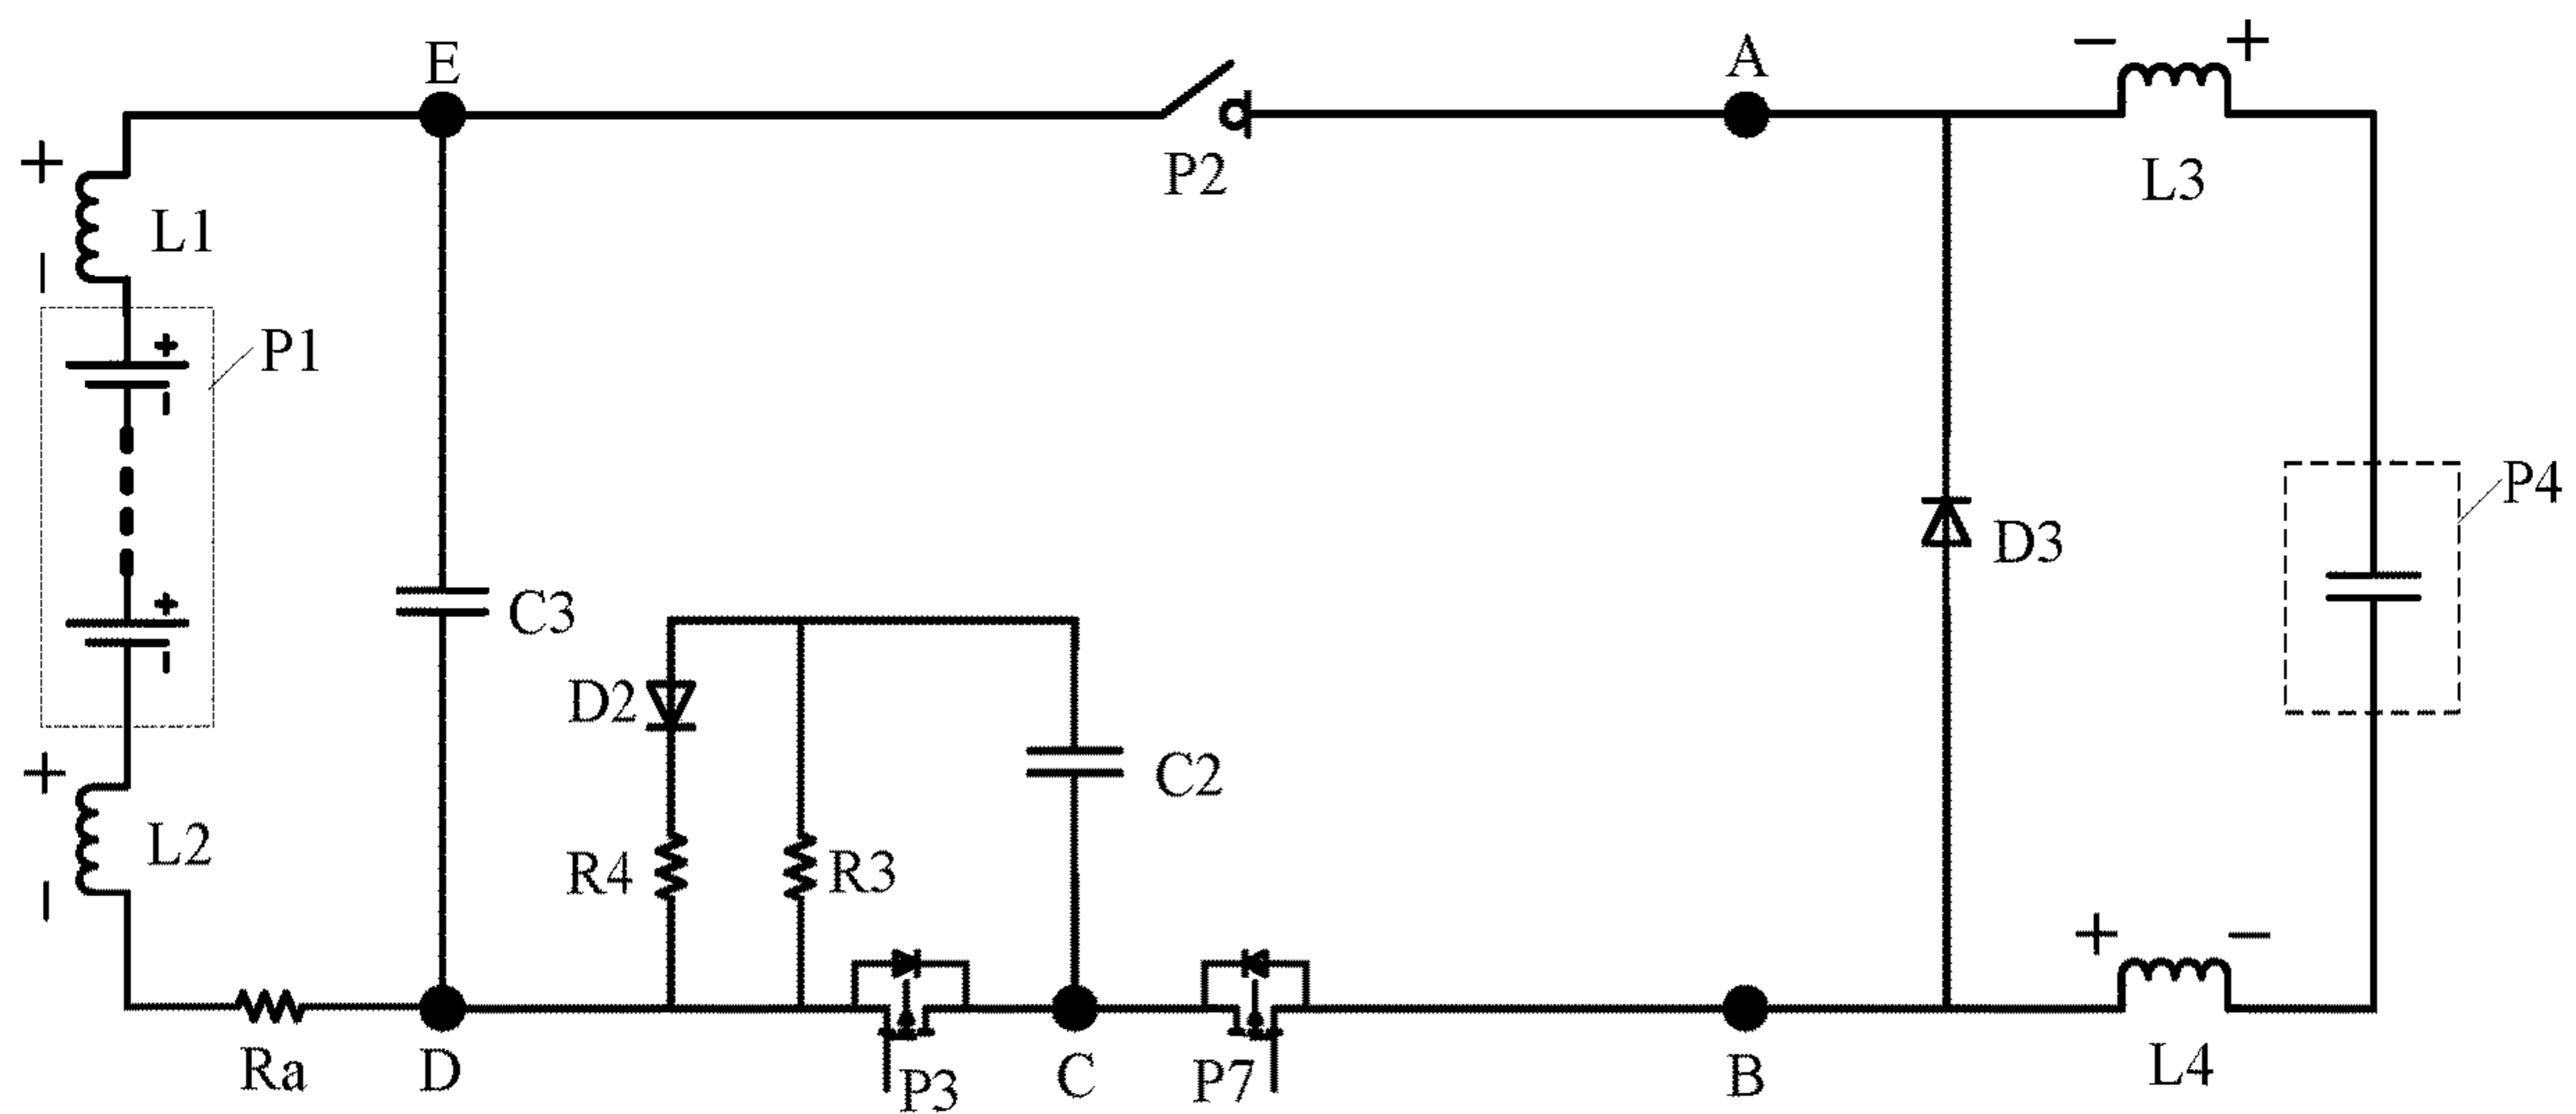 E
A
− +
P2
L3
+
L1
−
P1
+
−
P4
D3
C3
+
−
D2
C2
+
R4
R3
L2
−
+ −
Ra
D
P3
C
P7
B
L4